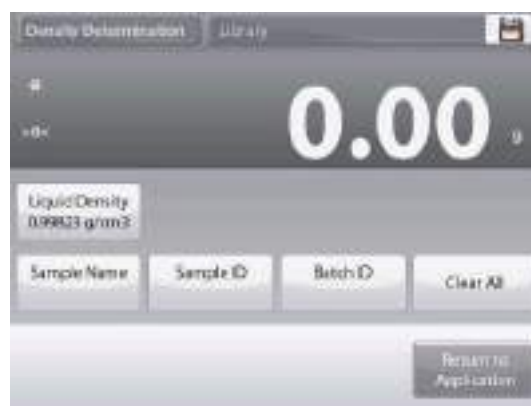 Density Determination Library
0.00 g
>0<
Liquid Density
0.99823 g/cm3
Sample Name Sample ID Batch ID Clear All
Return to
Application